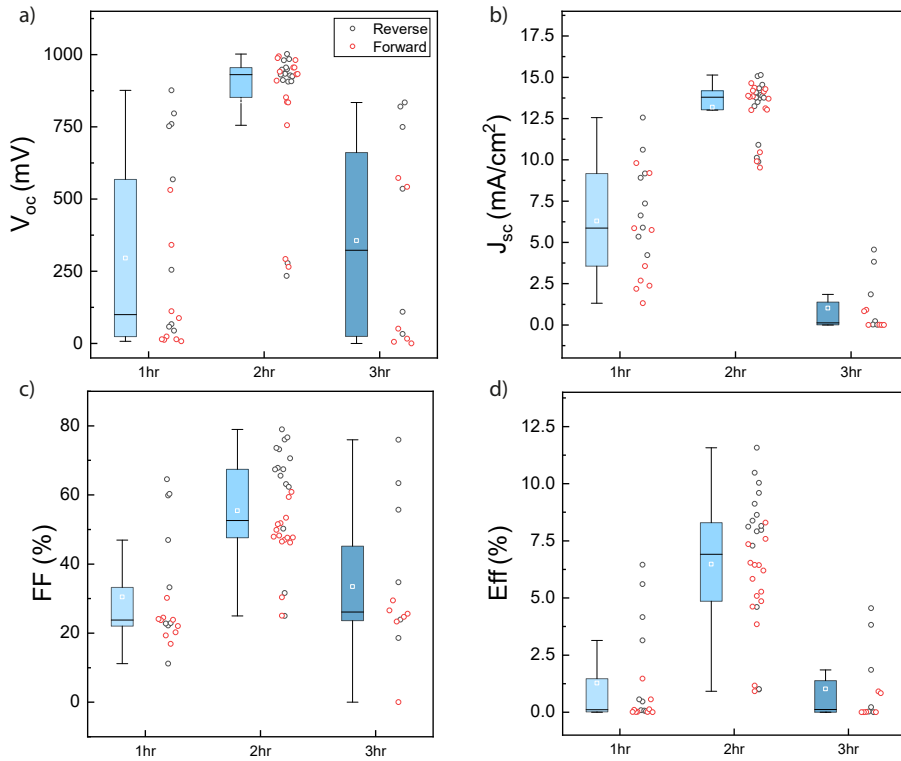 a)
Reverse
Forward
1000
750
500
250
0
V_oc (mV)
1hr
2hr
3hr
b)
17.5
15.0
12.5
10.0
7.5
5.0
2.5
0.0
J_sc (mA/cm²)
1hr
2hr
3hr
c)
80
60
40
20
0
FF (%)
1hr
2hr
3hr
d)
12.5
10.0
7.5
5.0
2.5
0.0
Eff (%)
1hr
2hr
3hr